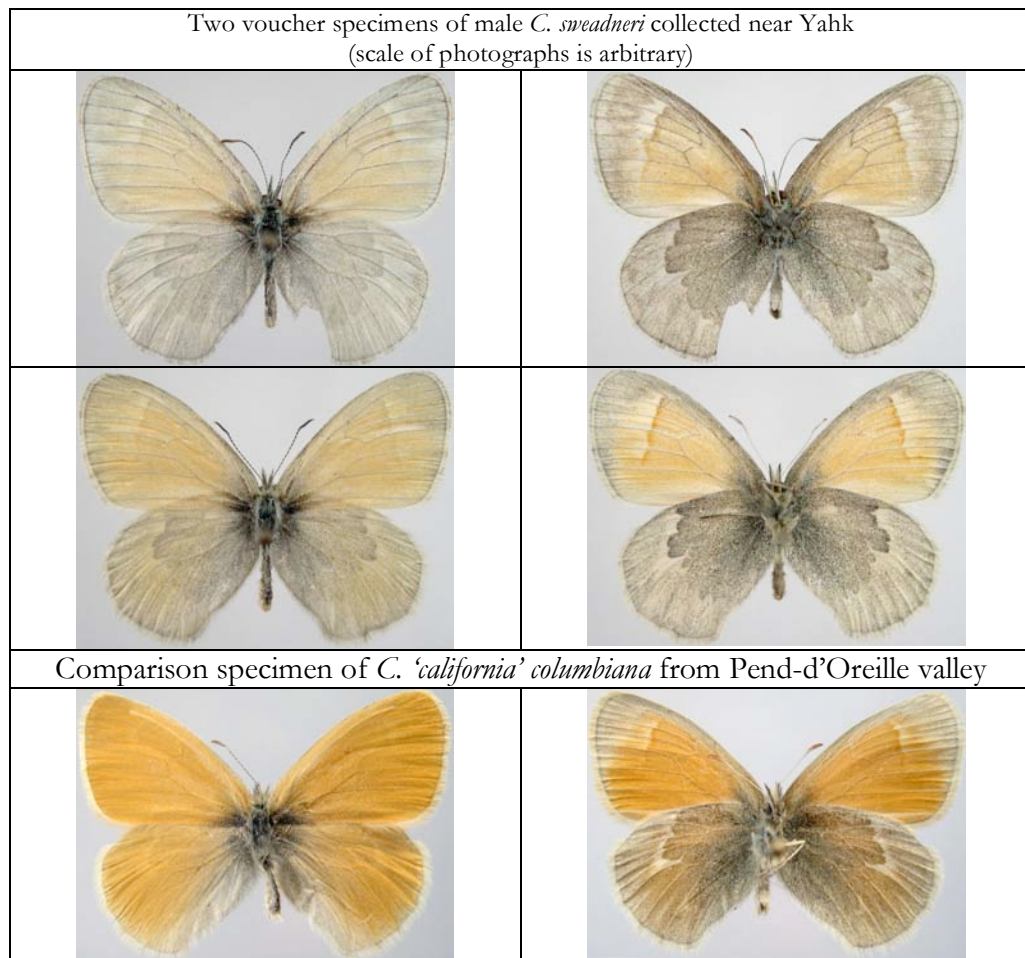 Two voucher specimens of male C. sweadneri collected near Yahk
(scale of photographs is arbitrary)
Comparison specimen of C. ‘california’ columbiana from Pend-d’Oreille valley